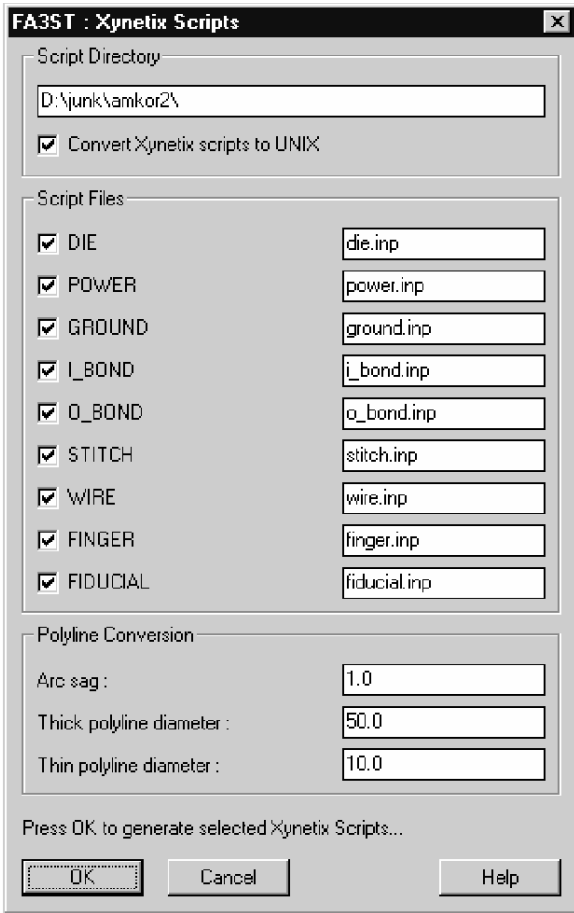 FA3ST : Xynetix Scripts
Script Directory
D:\junk\amkor2\
Convert Xynetix scripts to UNIX
Script Files
DIE die.inp
POWER power.inp
GROUND ground.inp
I_BOND i_bond.inp
O_BOND o_bond.inp
STITCH stitch.inp
WIRE wire.inp
FINGER finger.inp
FIDUCIAL fiducial.inp
Polyline Conversion
Arc sag : 1.0
Thick polyline diameter : 50.0
Thin polyline diameter : 10.0
Press OK to generate selected Xynetix Scripts...
OK Cancel Help